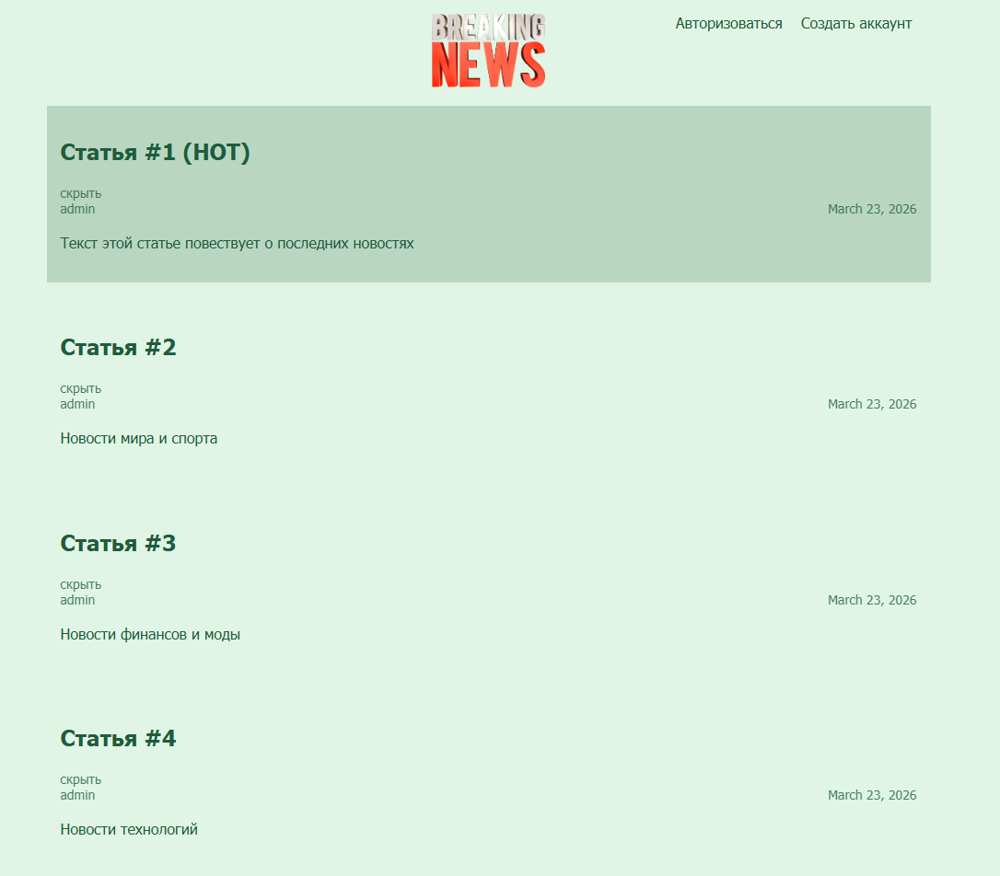 BREAKING
NEWS
Авторизоваться Создать аккаунт
Статья #1 (HOT)
скрыть
admin March 23, 2026
Текст этой статье повествует о последних новостях
Статья #2
скрыть
admin March 23, 2026
Новости мира и спорта
Статья #3
скрыть
admin March 23, 2026
Новости финансов и моды
Статья #4
скрыть
admin March 23, 2026
Новости технологий